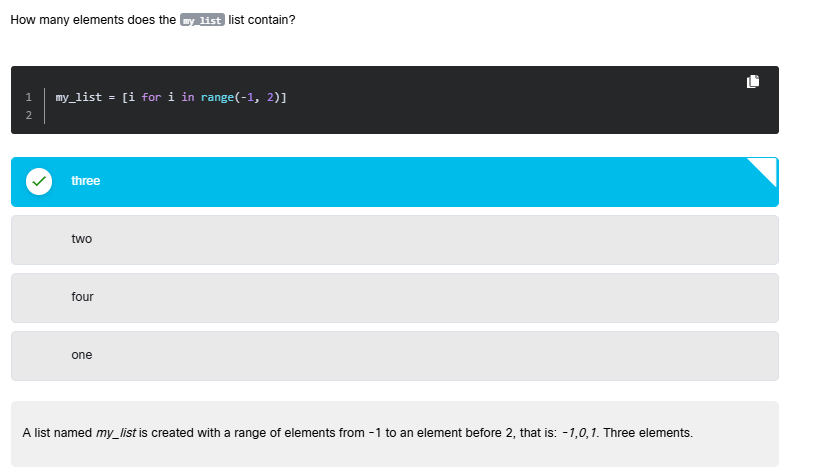 How many elements does the my_list list contain?
1 my_list = [i for i in range(-1, 2)]
2
three
two
four
one
A list named my_list is created with a range of elements from -1 to an element before 2, that is: -1,0,1. Three elements.